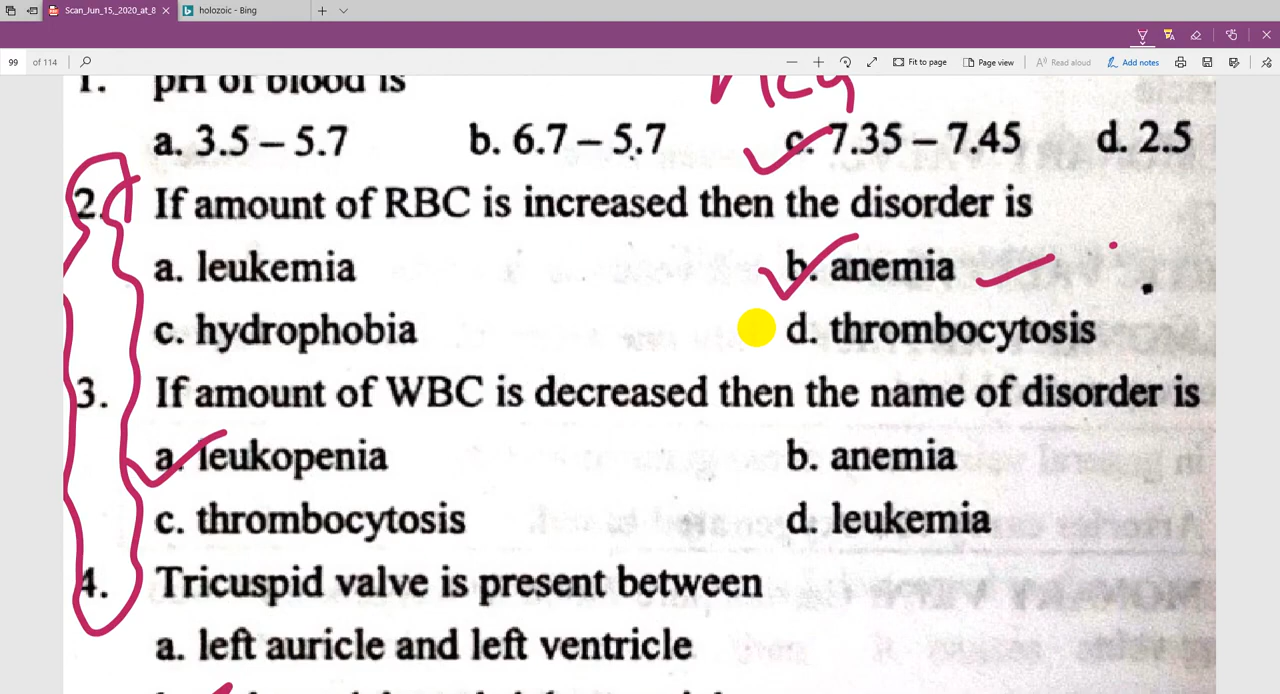 Scan_Jun_15,_2020_at_8
holozoic - Bing
99 of 114
Fit to page
Page view
Read aloud
Add notes
1. pH of blood is
MCQ
a. 3.5 – 5.7 b. 6.7 – 5.7 c. 7.35 – 7.45 d. 2.5
2. If amount of RBC is increased then the disorder is
a. leukemia b. anemia
c. hydrophobia d. thrombocytosis
3. If amount of WBC is decreased then the name of disorder is
a. leukopenia b. anemia
c. thrombocytosis d. leukemia
4. Tricuspid valve is present between
a. left auricle and left ventricle